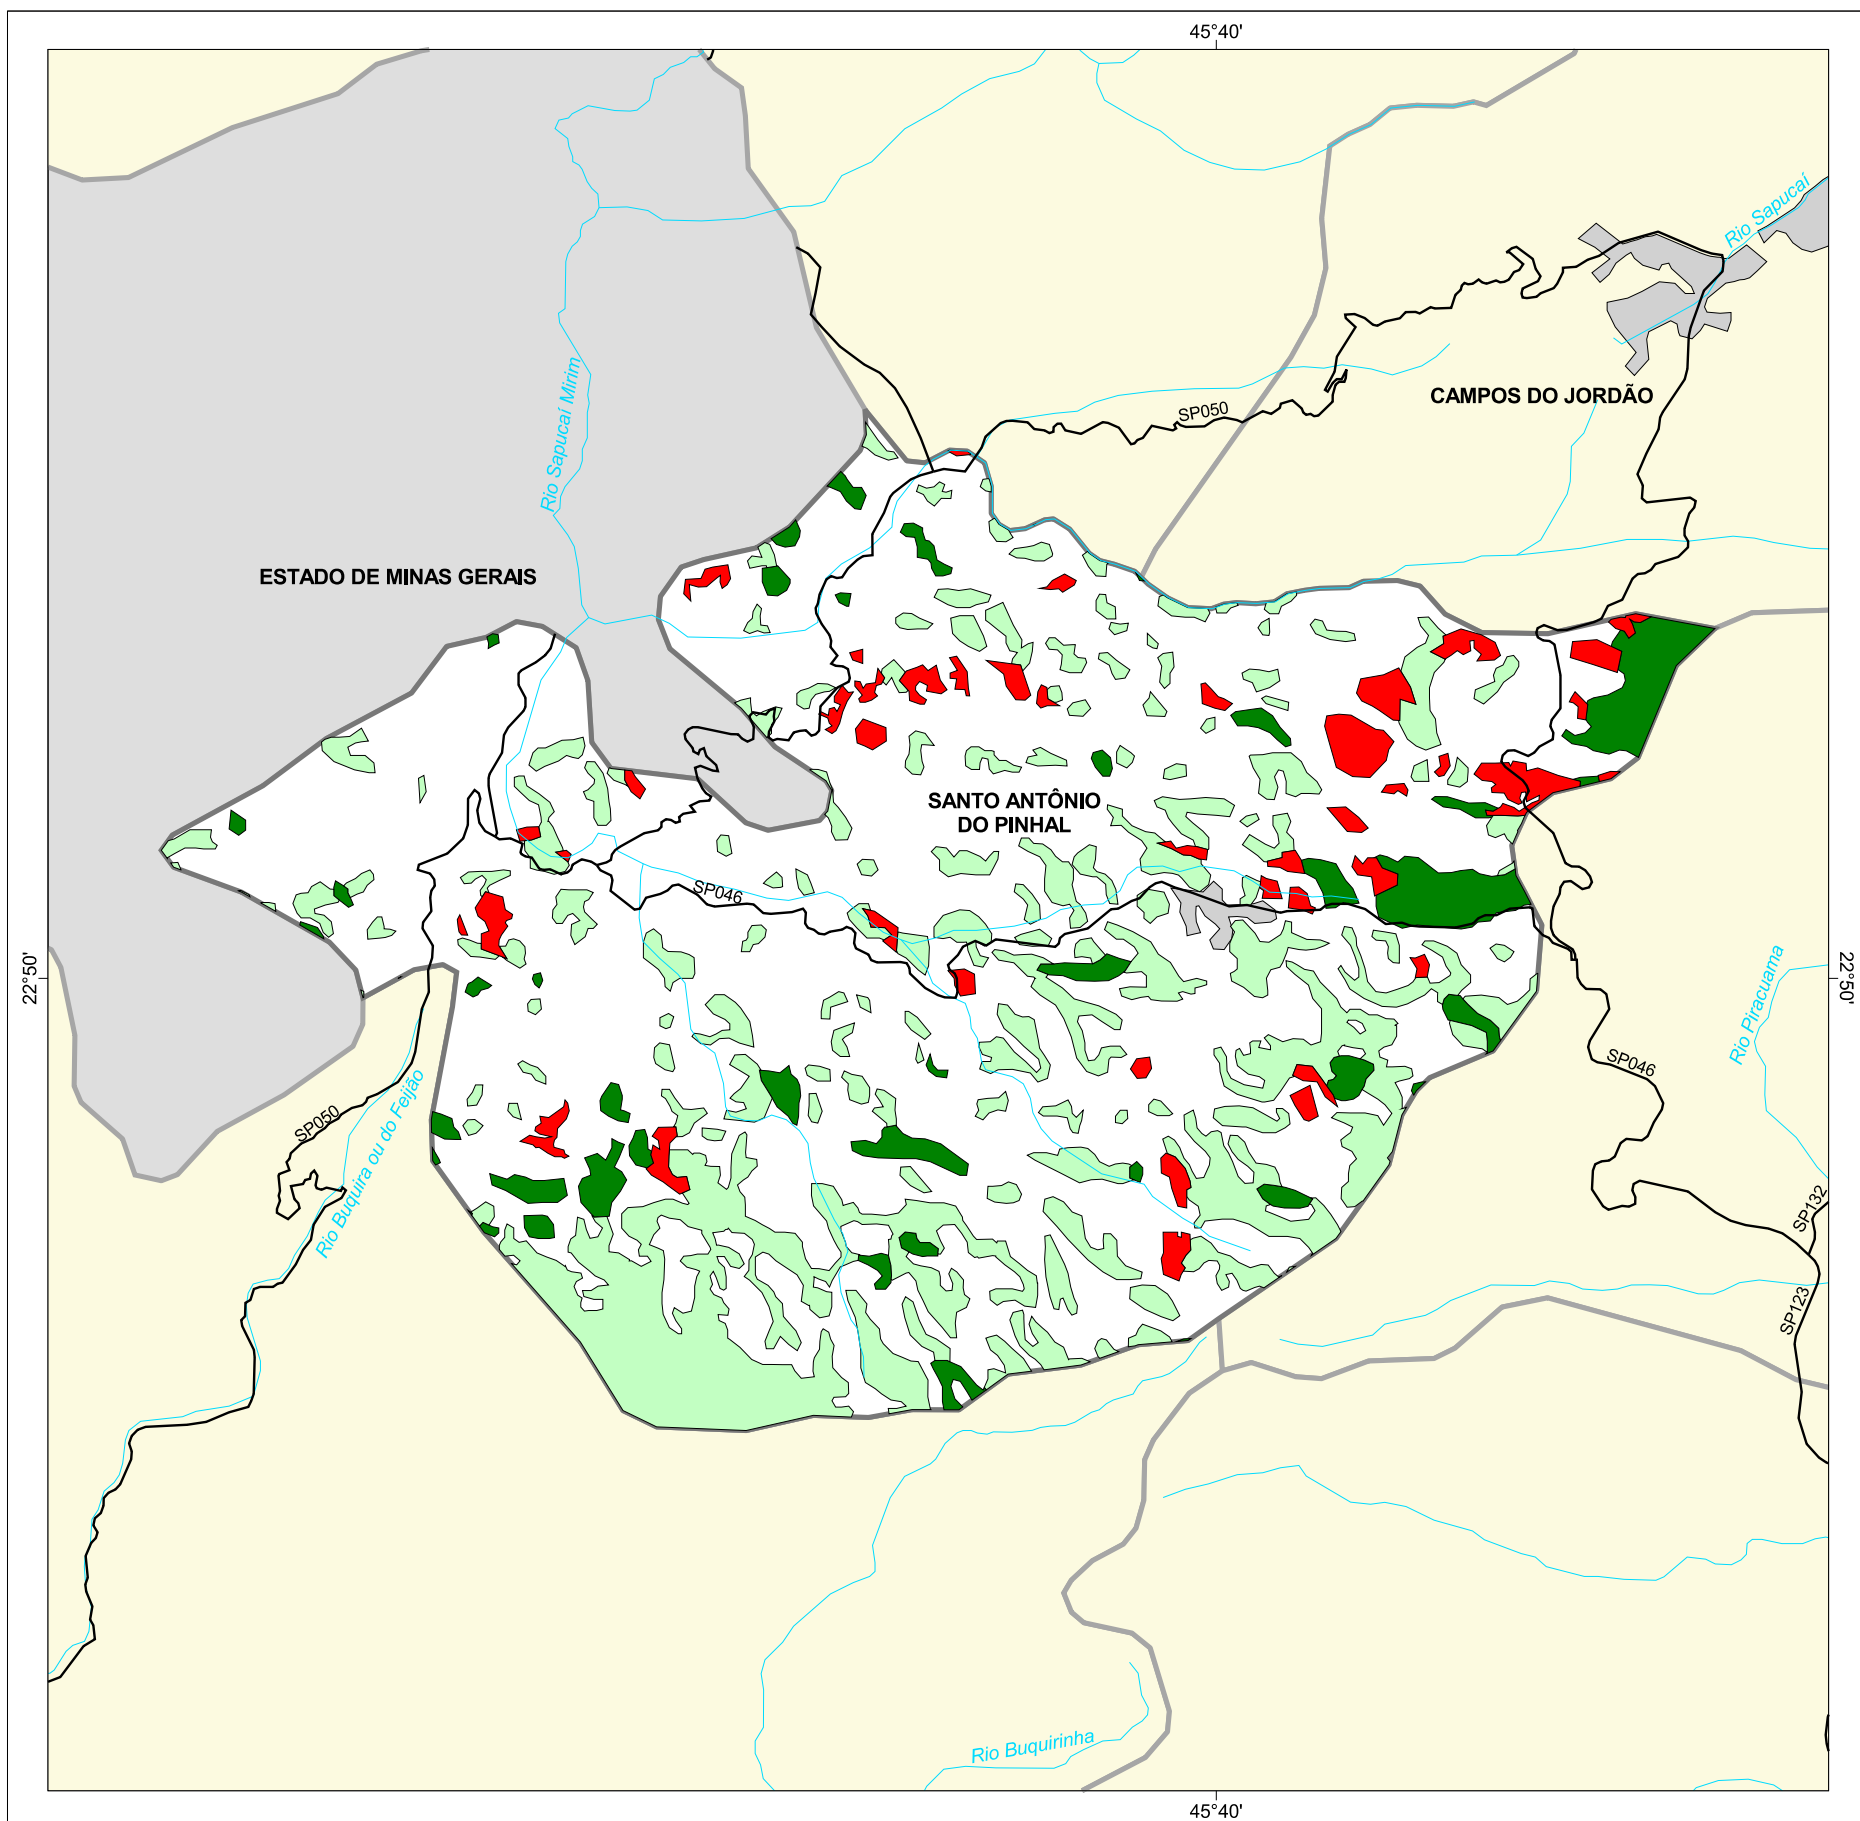 45°40'
Rio Sapucaí
Rio Sapucaí Mirim
CAMPOS DO JORDÃO
SP050
ESTADO DE MINAS GERAIS
SANTO ANTÔNIO
DO PINHAL
SP046
22°50'
22°50'
Rio Piracuama
SP046
SP050
Rio Buquira ou do Feijão
SP132
SP123
Rio Buquirinha
45°40'